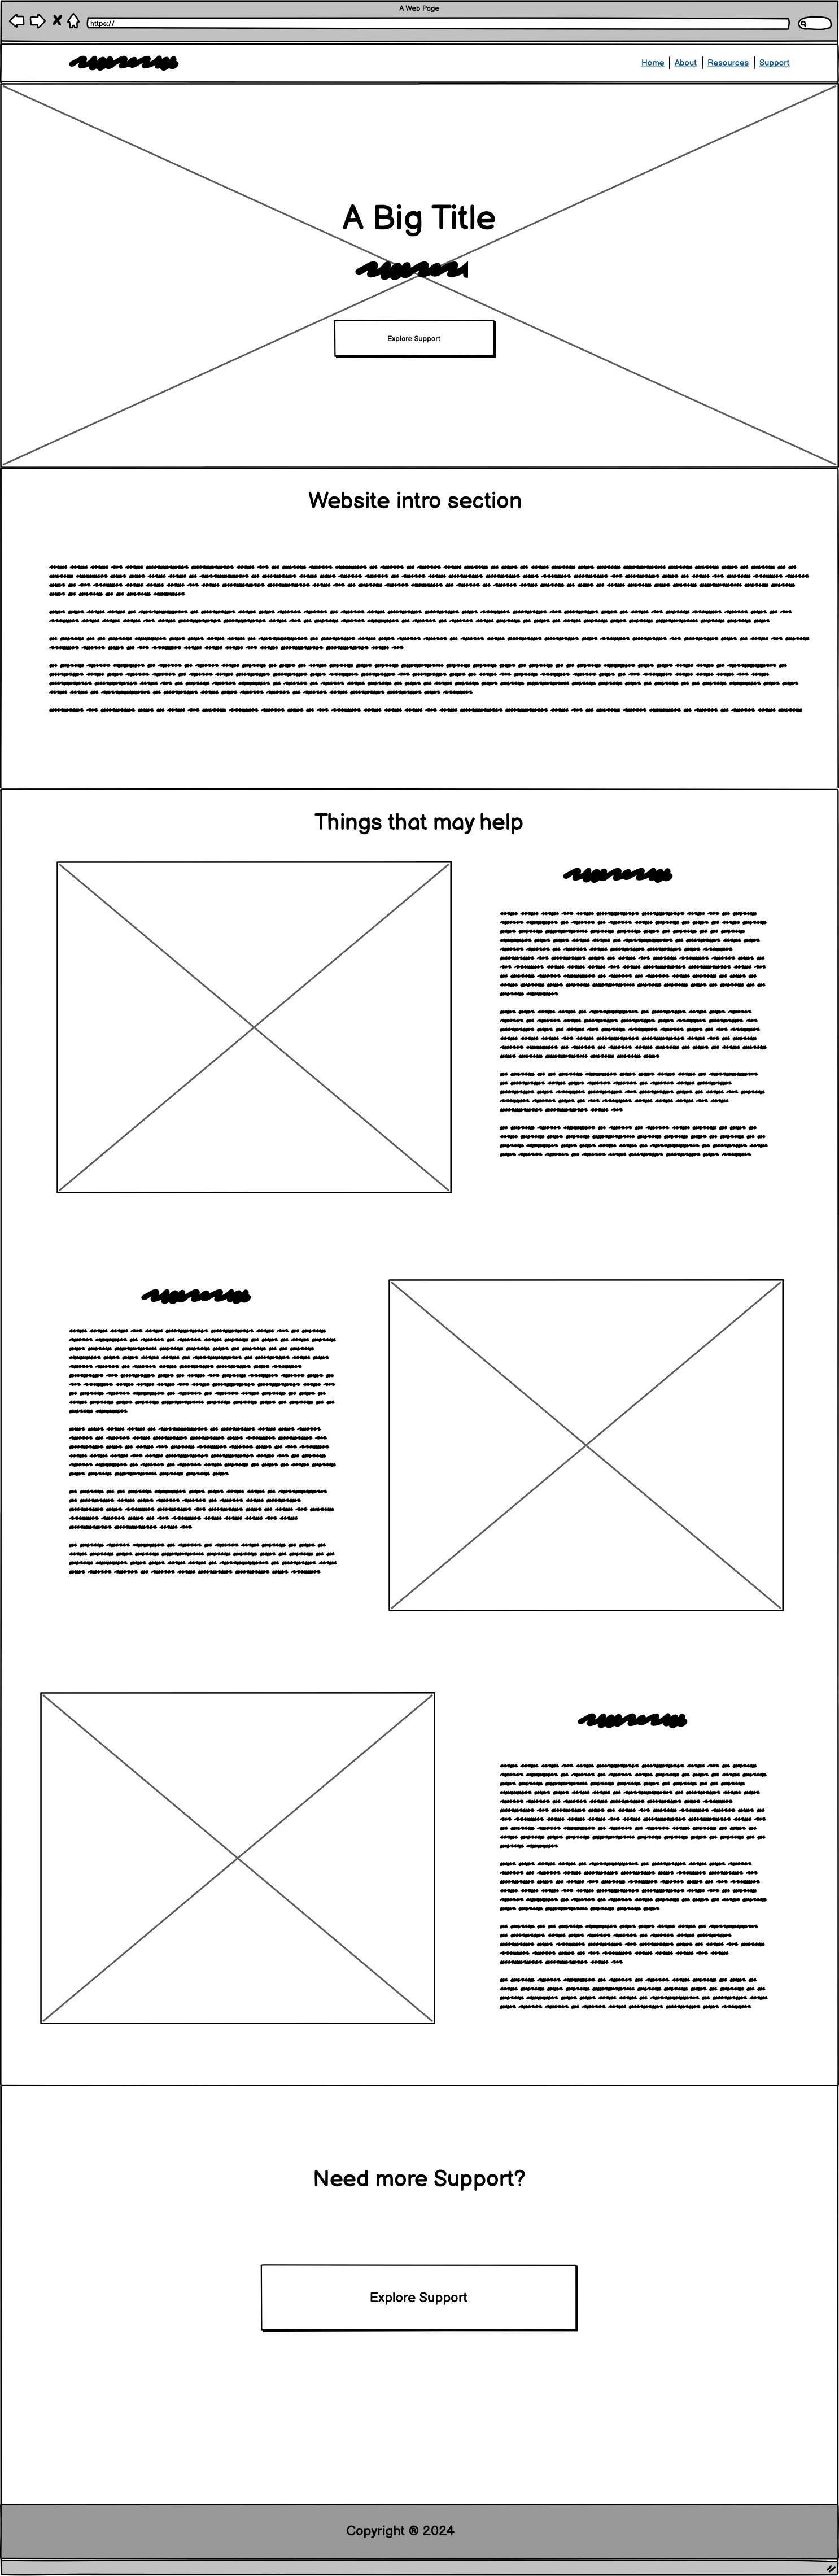 A Web Page
https://
Home | About | Resources | Support
A Big Title
Explore Support
Website intro section
Things that may help
Need more Support?
Explore Support
Copyright ® 2024